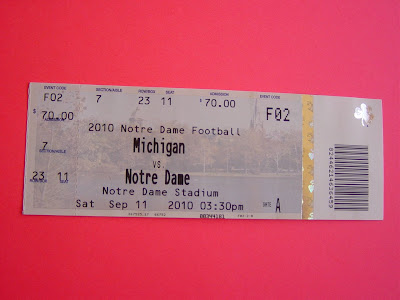 EVENT CODE SECTION/AISLE ROW/BOX SEAT ADMISSION EVENT CODE
F02 7 23 11 $70.00 F02
$70.00
2010 Notre Dame Football
Michigan
vs.
Notre Dame
Notre Dame Stadium
Sat Sep 11 2010 03:30pm
7
23 11
GATE A